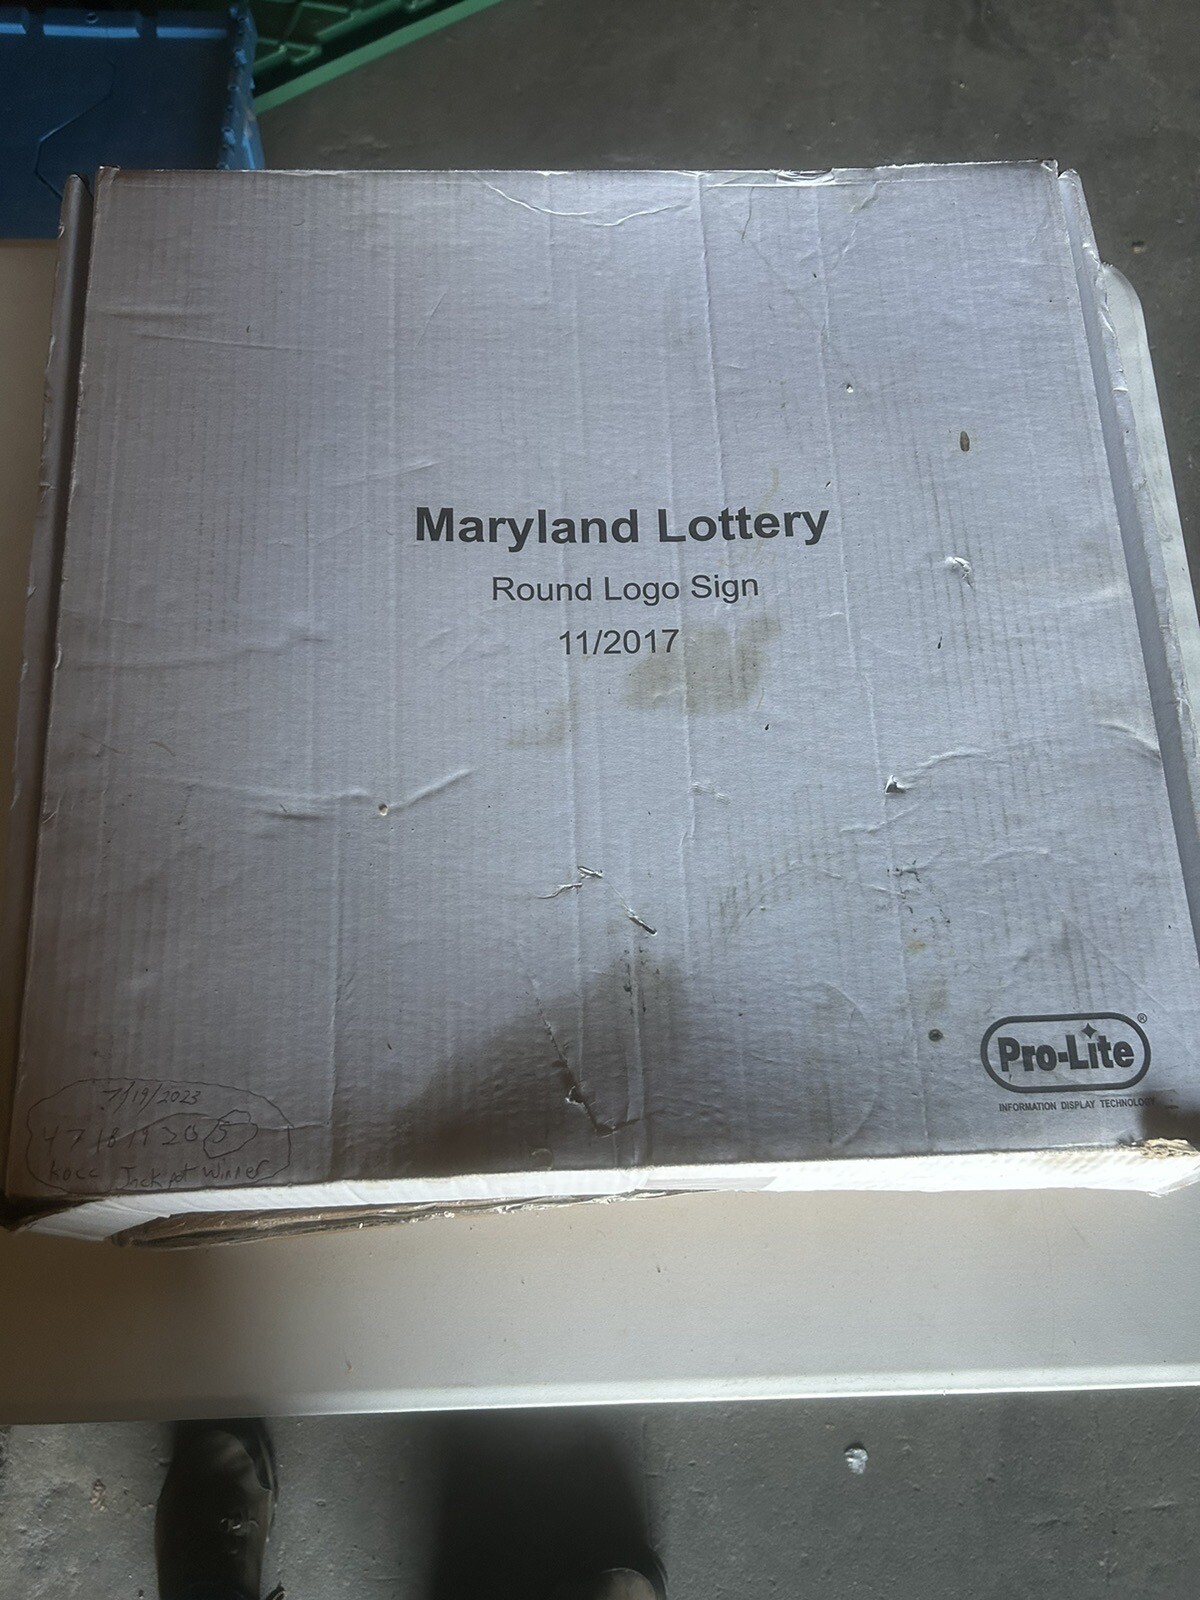 Maryland Lottery
Round Logo Sign
11/2017
Pro-Lite ®
INFORMATION DISPLAY TECHNOLOGY
7/19/2023
4 7 18 19 20 5
Jackpot Winner